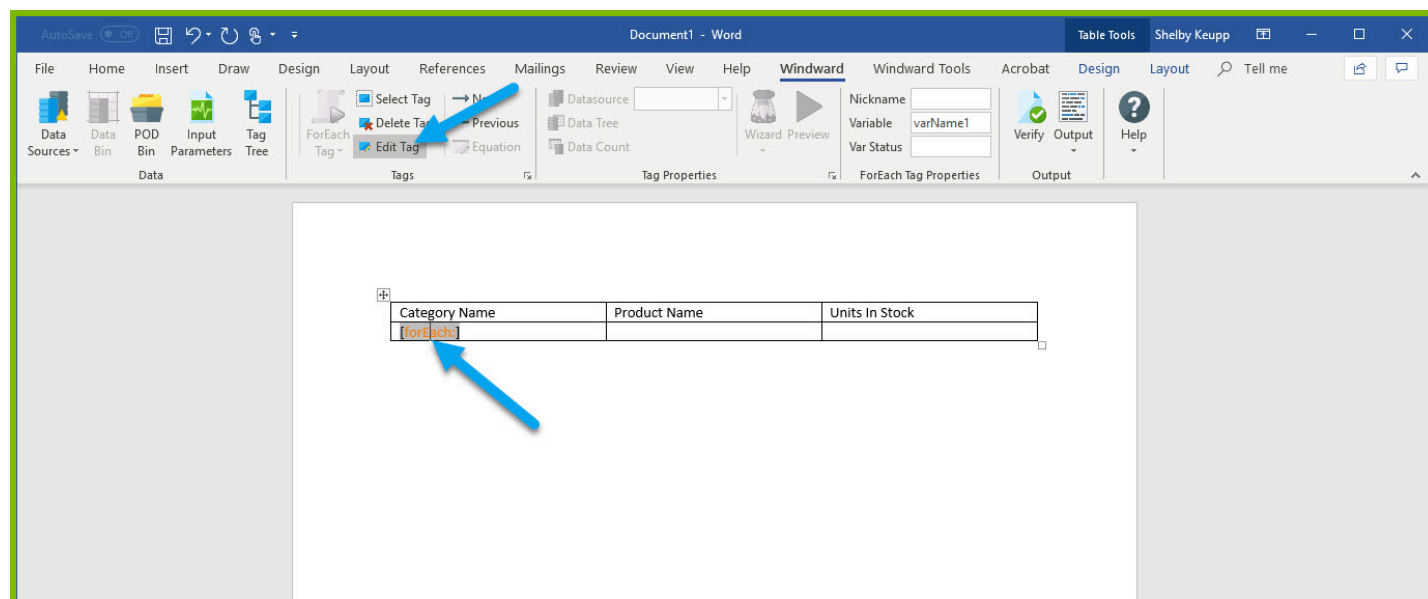 AutoSave Off Document1 - Word Table Tools Shelby Keupp
File Home Insert Draw Design Layout References Mailings Review View Help Windward Windward Tools Acrobat Design Layout Tell me
Data Sources
Data Bin
POD Bin
Input Parameters
Tag Tree
Data
ForEach Tag
Select Tag
Delete
Edit Tag
Previous
Equation
Tags
Datasource
Data Tree
Data Count
Wizard Preview
Tag Properties
Nickname
Variable varName1
Var Status
ForEach Tag Properties
Verify Output
Output
Help
Category Name Product Name Units In Stock
[forEach:]